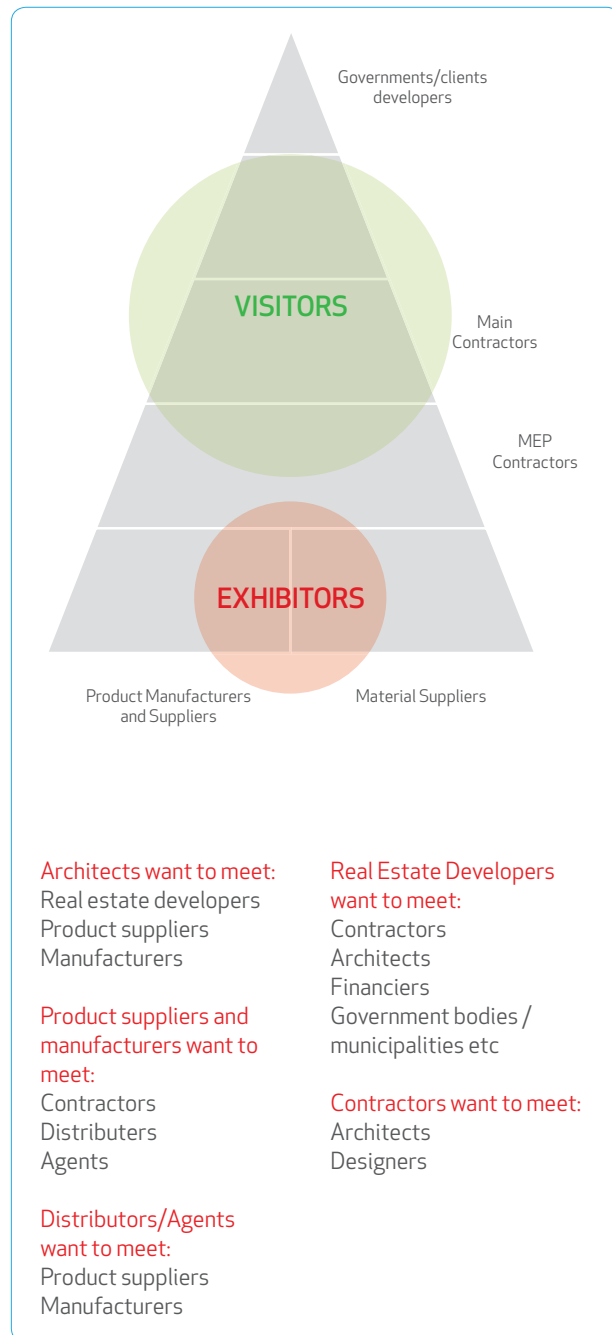 Governments/clients
developers
VISITORS
Main
Contractors
MEP
Contractors
EXHIBITORS
Product Manufacturers
and Suppliers
Material Suppliers
Architects want to meet:
Real estate developers
Product suppliers
Manufacturers
Product suppliers and
manufacturers want to
meet:
Contractors
Distributers
Agents
Distributors/Agents
want to meet:
Product suppliers
Manufacturers
Real Estate Developers
want to meet:
Contractors
Architects
Financiers
Government bodies /
municipalities etc
Contractors want to meet:
Architects
Designers